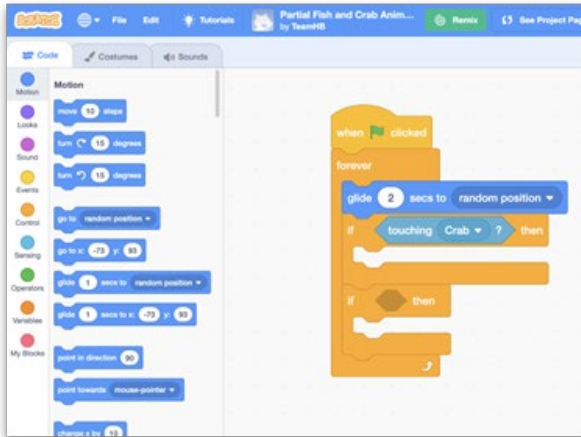 SCRATCH
File Edit Tutorials
Partial Fish and Crab Anim...
by TeamHB
Remix
See Project Pag
Code Costumes Sounds
Motion
Looks
Sound
Events
Control
Sensing
Operators
Variables
My Blocks
Motion
move 10 steps
turn 15 degrees
turn 15 degrees
go to random position
go to x: -73 y: 93
glide 1 secs to random position
glide 1 secs to x: -73 y: 93
point in direction 90
point towards mouse-pointer
change x by 10
when clicked
forever
glide 2 secs to random position
if touching Crab ? then
if then